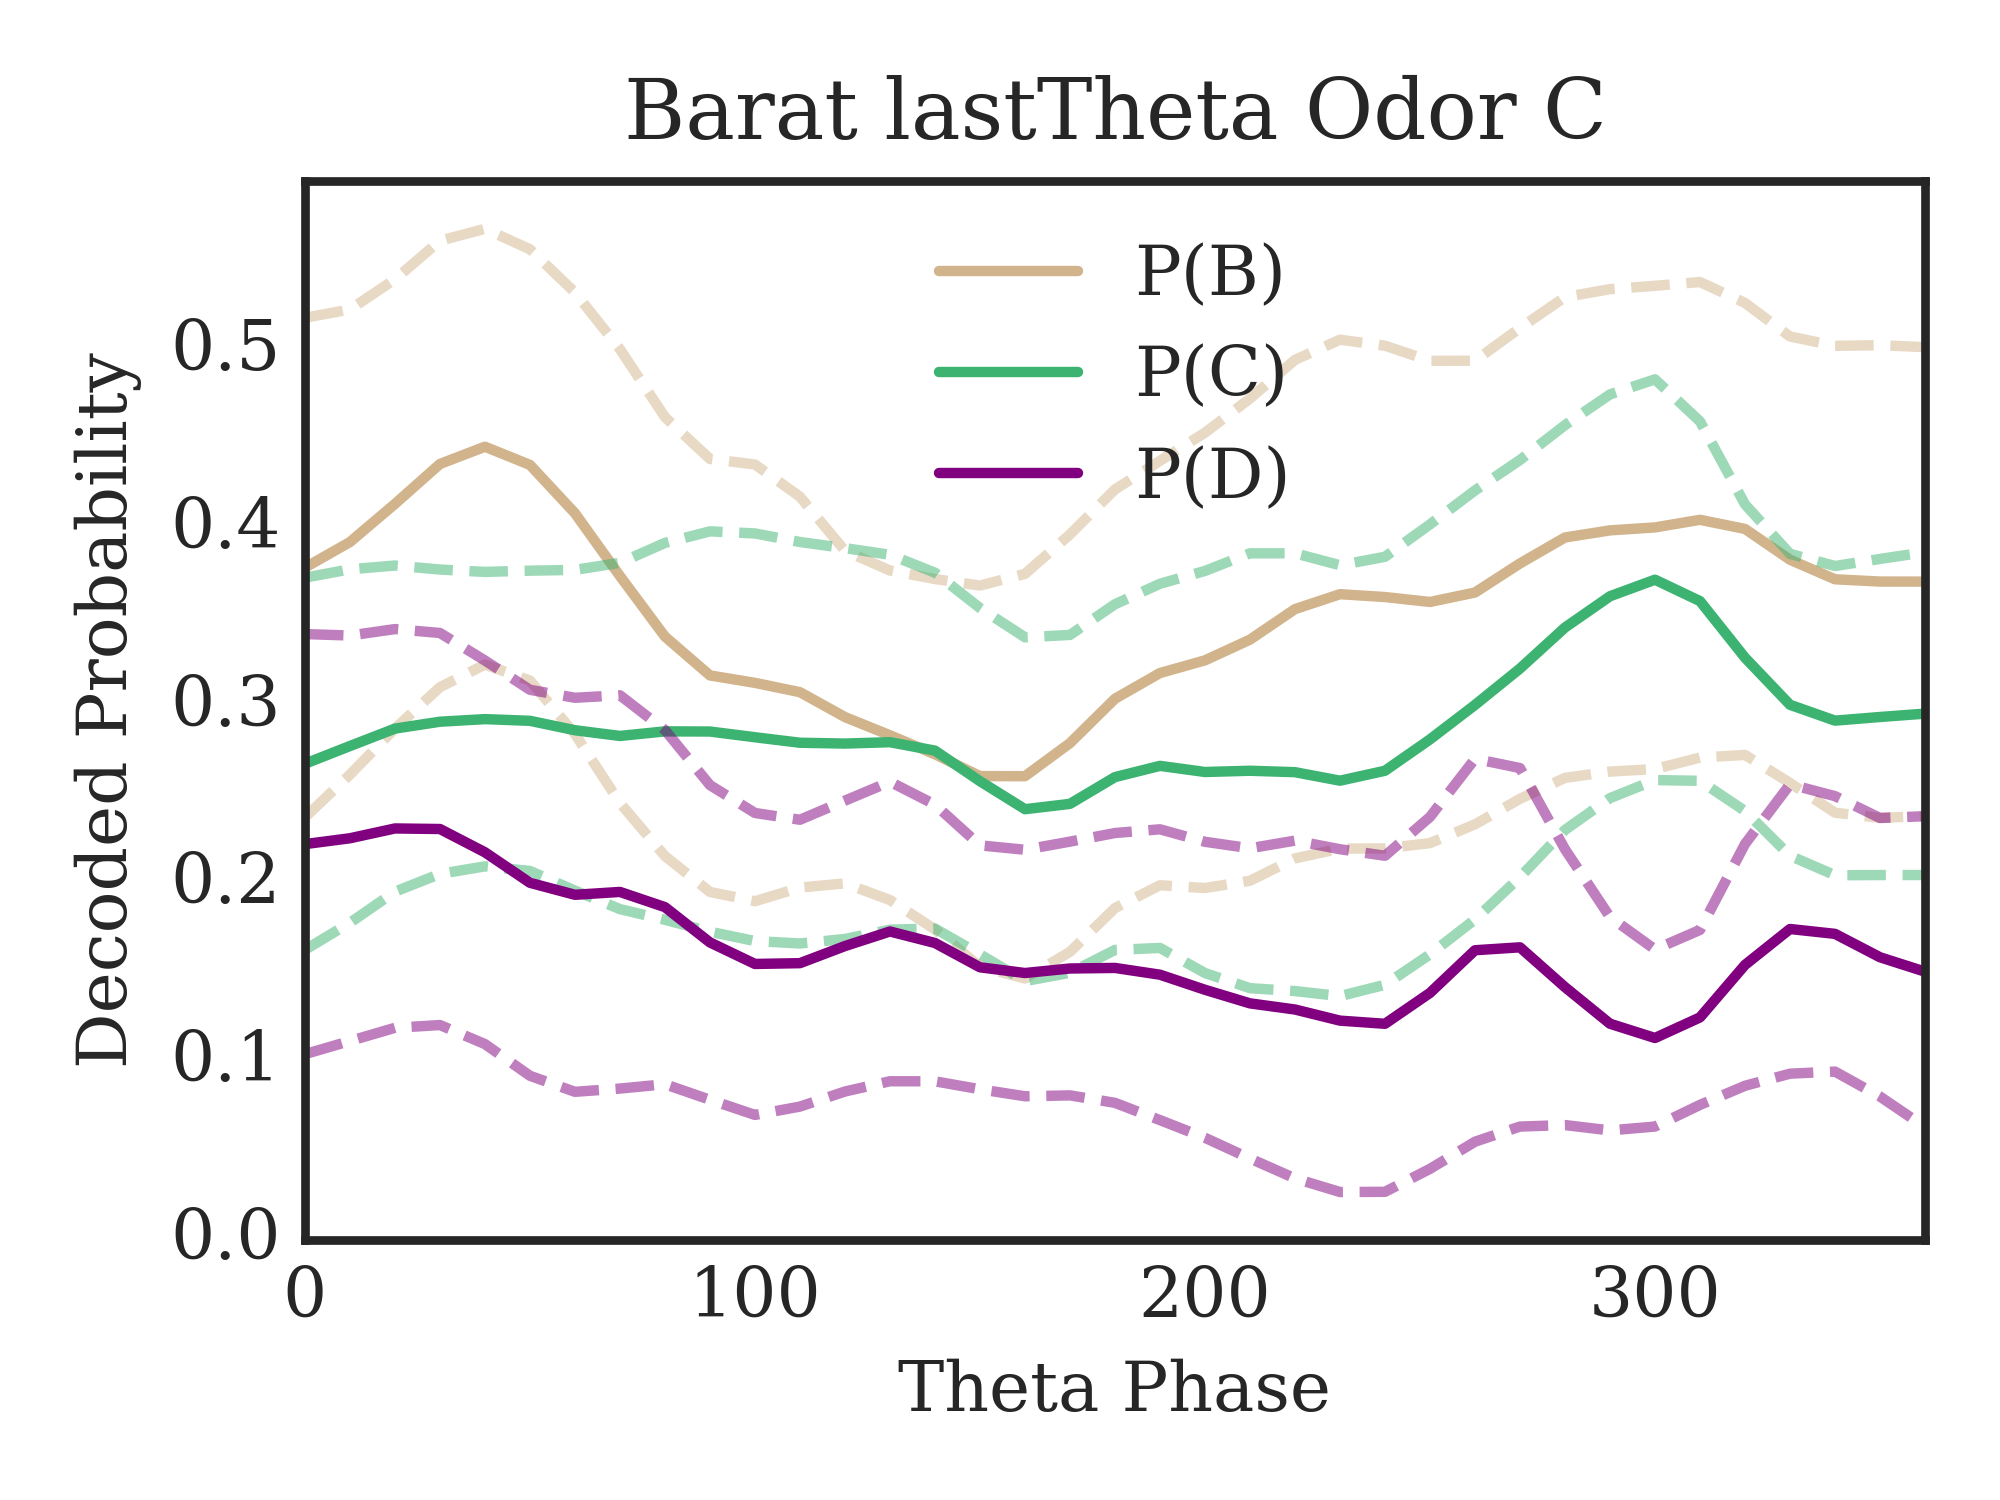 Barat lastTheta Odor C
P(B)
P(C)
P(D)
Decoded Probability
0.5
0.4
0.3
0.2
0.1
0.0
0 100 200 300
Theta Phase